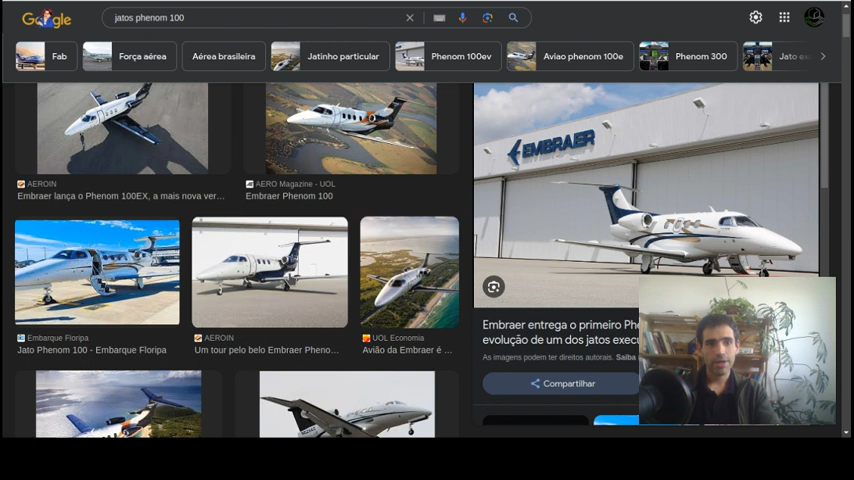 Google
jatos phenom 100
Fab
Força aérea
Aérea brasileira
Jatinho particular
Phenom 100ev
Aviao phenom 100e
Phenom 300
Jato ex
EMBRAER
AEROIN
Embraer lança o Phenom 100EX, a mais nova ver...
AERO Magazine - UOL
Embraer Phenom 100
Embarque Floripa
Jato Phenom 100 - Embarque Floripa
AEROIN
Um tour pelo belo Embraer Pheno...
UOL Economia
Avião da Embraer é ...
Embraer entrega o primeiro Phe
evolução de um dos jatos execu
As imagens podem ter direitos autorais. Saiba
Compartilhar